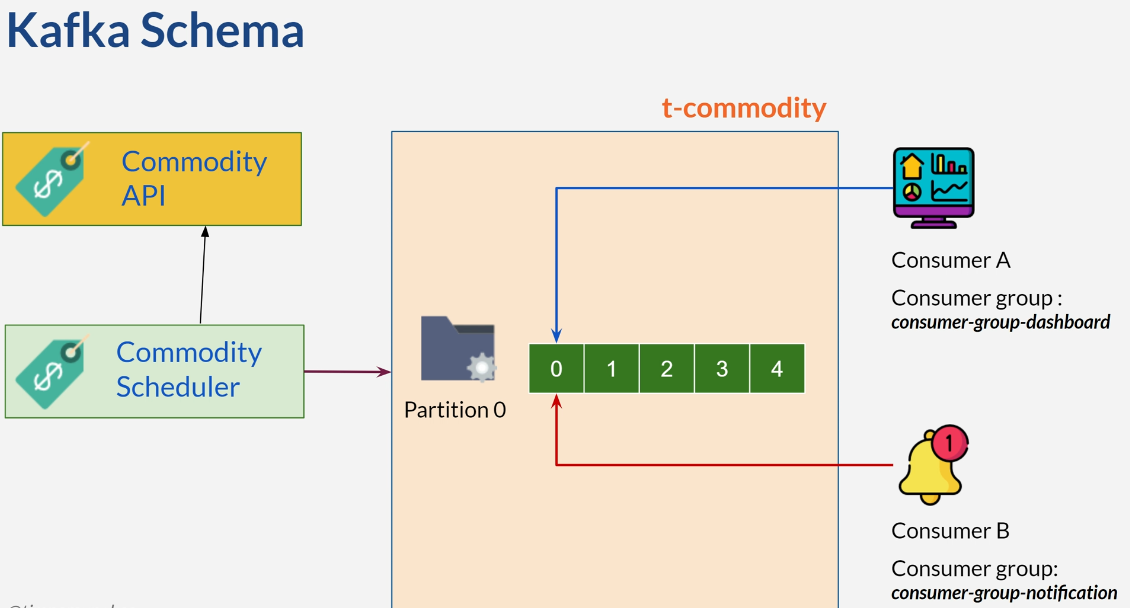 Kafka Schema
t-commodity
Commodity
API
Commodity
Scheduler
Partition 0
0 1 2 3 4
Consumer A
Consumer group :
consumer-group-dashboard
1
Consumer B
Consumer group:
consumer-group-notification